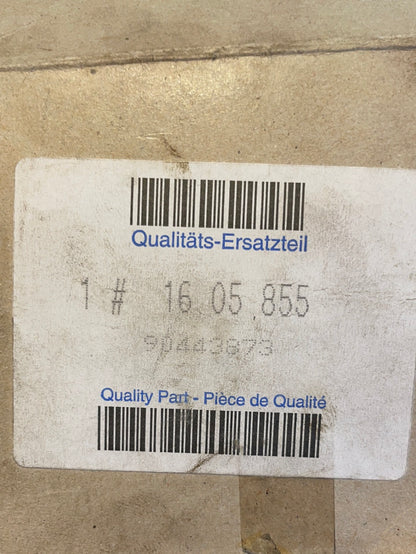 Qualitäts-Ersatzteil
1 # 16 05 855
90443873
Quality Part - Pièce de Qualité